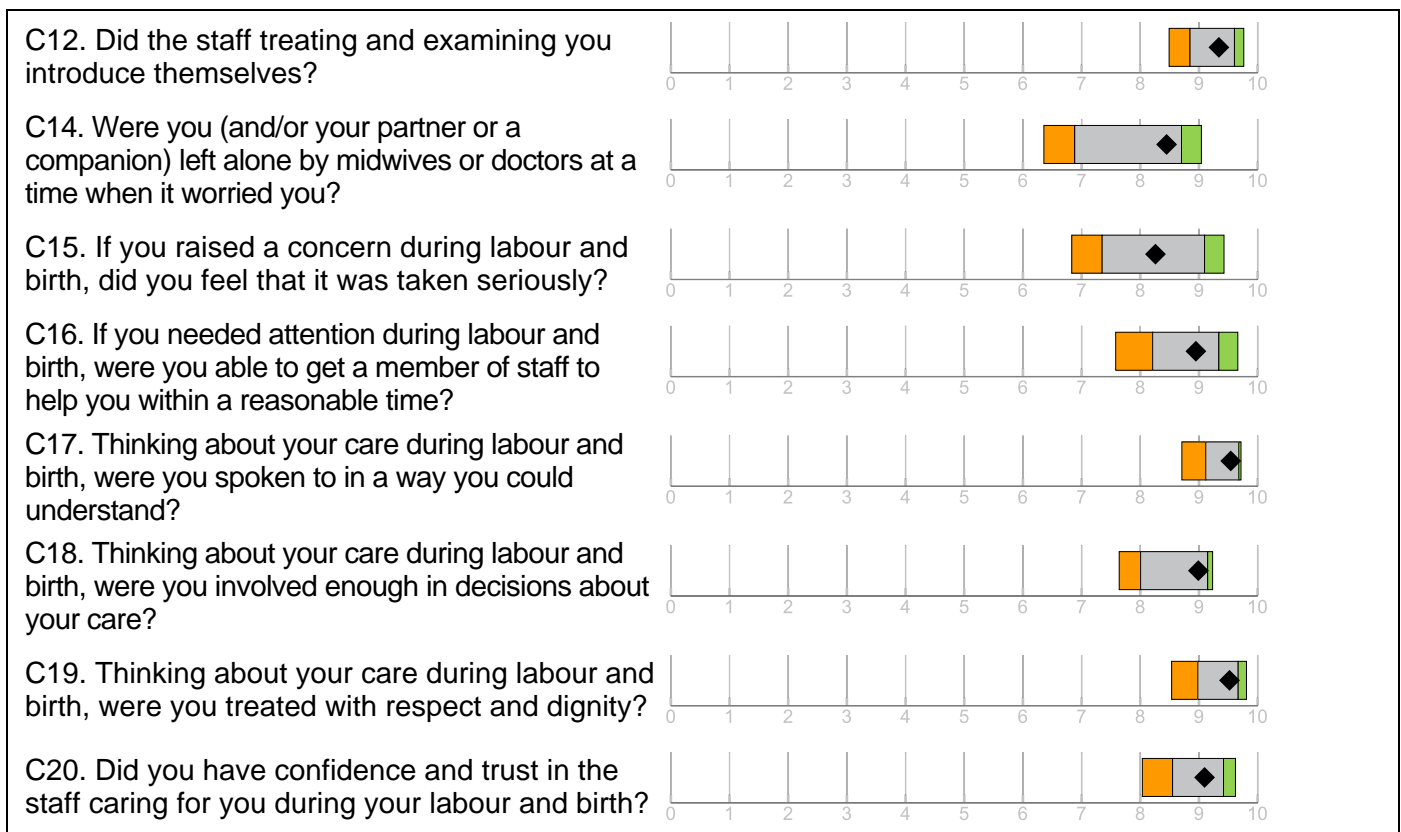 C12. Did the staff treating and examining you
introduce themselves?
0 1 2 3 4 5 6 7 8 9 10
C14. Were you (and/or your partner or a
companion) left alone by midwives or doctors at a
time when it worried you?
0 1 2 3 4 5 6 7 8 9 10
C15. If you raised a concern during labour and
birth, did you feel that it was taken seriously?
0 1 2 3 4 5 6 7 8 9 10
C16. If you needed attention during labour and
birth, were you able to get a member of staff to
help you within a reasonable time?
0 1 2 3 4 5 6 7 8 9 10
C17. Thinking about your care during labour and
birth, were you spoken to in a way you could
understand?
0 1 2 3 4 5 6 7 8 9 10
C18. Thinking about your care during labour and
birth, were you involved enough in decisions about
your care?
0 1 2 3 4 5 6 7 8 9 10
C19. Thinking about your care during labour and
birth, were you treated with respect and dignity?
0 1 2 3 4 5 6 7 8 9 10
C20. Did you have confidence and trust in the
staff caring for you during your labour and birth?
0 1 2 3 4 5 6 7 8 9 10